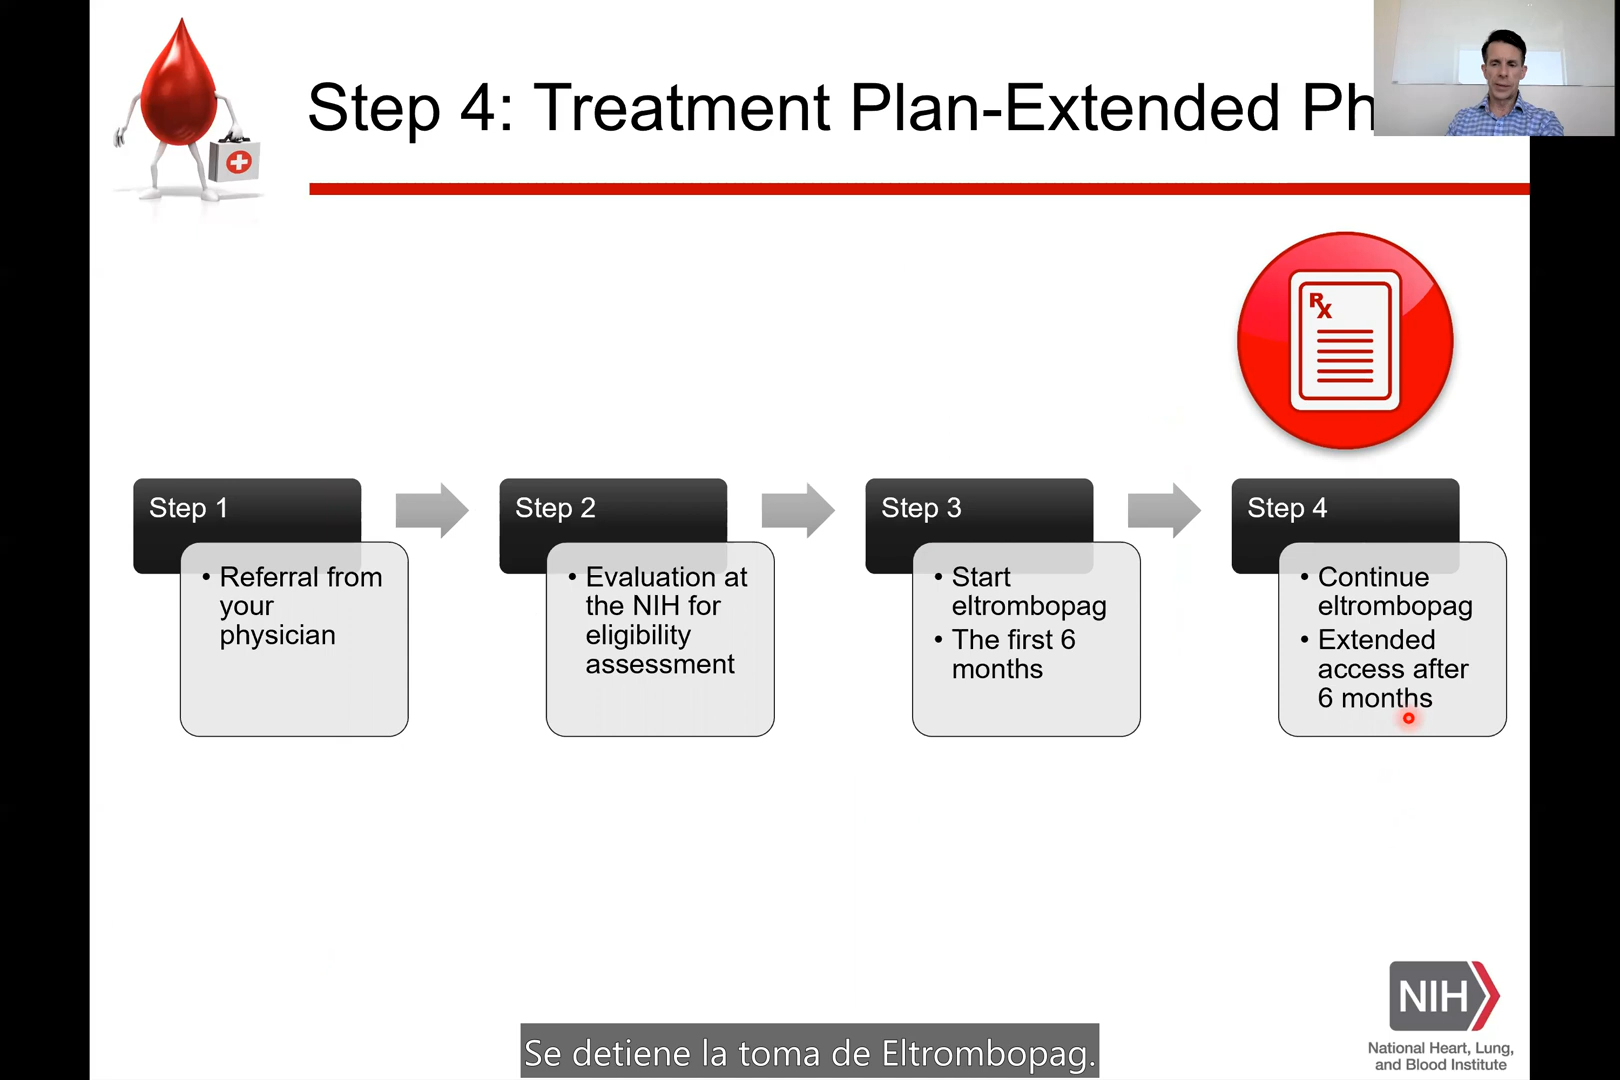 Step 4: Treatment Plan-Extended Ph
Rx
Step 1
• Referral from
your
physician
Step 2
• Evaluation at
the NIH for
eligibility
assessment
Step 3
• Start
eltrombopag
• The first 6
months
Step 4
• Continue
eltrombopag
• Extended
access after
6 months
NIH
National Heart, Lung,
and Blood Institute
Se detiene la toma de Eltrombopag.